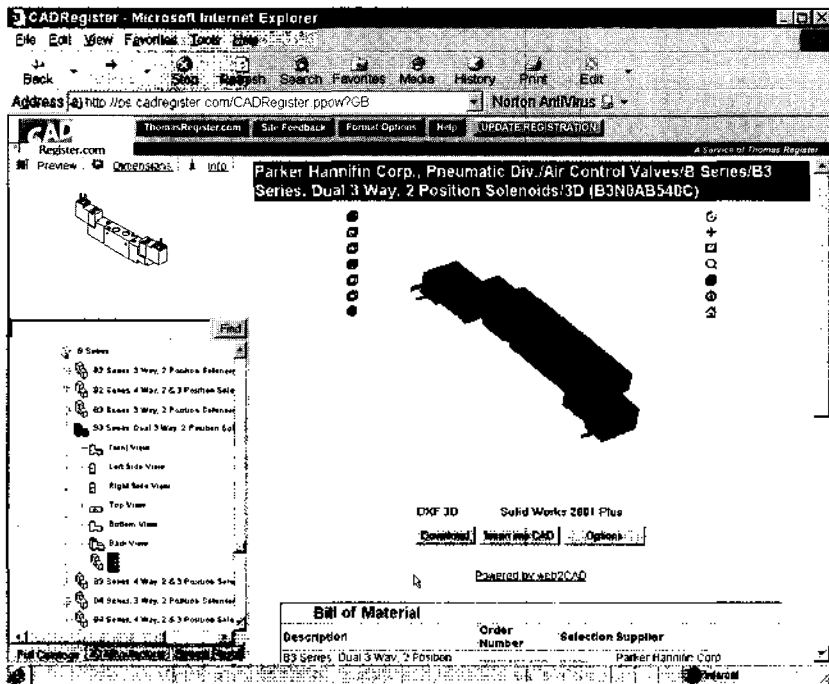 CADRegister - Microsoft Internet Explorer
File Edit View Favorites Tools Help
Back Stop Refresh Search Favorites Media History Print Edit
Address http://ps.cadregister.com/CADRegister.ppow?GB Norton AntiVirus
CAD
Register.com
ThomasRegister.com Site Feedback Format Options Help UPDATE REGISTRATION
A Service of Thomas Register
Preview Dimensions Info
Parker Hannifin Corp., Pneumatic Div./Air Control Valves/B Series/B3
Series, Dual 3 Way, 2 Position Solenoids/3D (B3N0AB540C)
Find
B Series
B2 Series 3 Way, 2 Position Solenoid
B2 Series, 4 Way, 2 & 3 Position Sole
B3 Series 3 Way, 2 Position Solenoid
B3 Series Dual 3 Way, 2 Position Sol
Front View
Left Side View
Right Side View
Top View
Bottom View
Back View
B3 Series 4 Way, 2 & 3 Position Sole
B4 Series, 3 Way, 2 Position Solenoid
B4 Series, 4 Way, 2 & 3 Position Sole
DXF 3D Solid Works 2001 Plus
Download Insert into CAD Options
Powered by web2CAD
Bill of Material
Description Order Number Selection Supplier
B3 Series, Dual 3 Way, 2 Position Parker Hannifin Corp
Full Catalogs
Internet